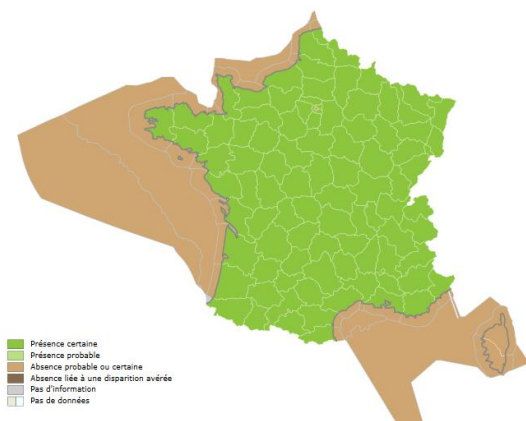 Présence certaine
Présence probable
Absence probable ou certaine
Absence liée à une disparition avérée
Pas d'information
Pas de données